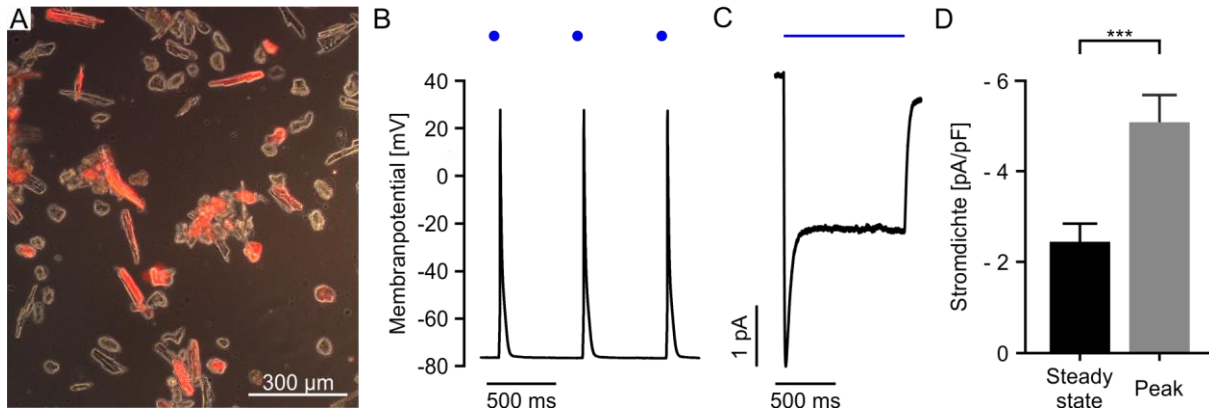 A
300 µm
B
Membranpotential [mV]
40
20
0
-20
-40
-60
-80
500 ms
C
1 pA
500 ms
D
***
Stromdichte [pA/pF]
- 6
- 4
- 2
0
Steady
state
Peak